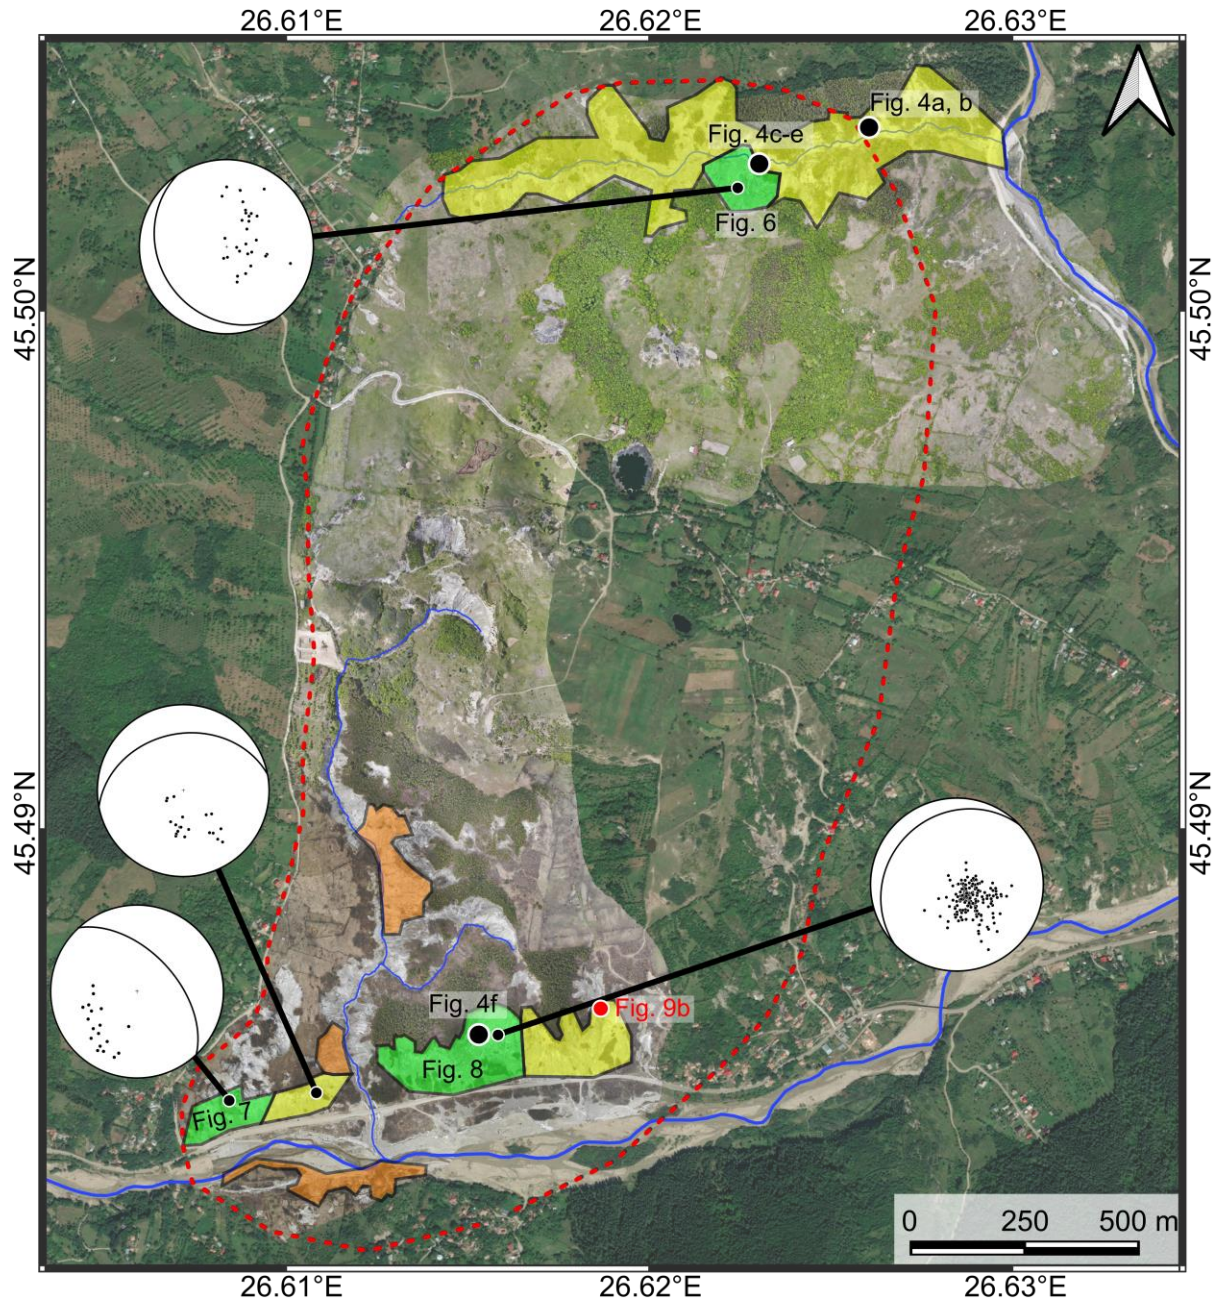 26.61°E 26.62°E 26.63°E
Fig. 4a, b
Fig. 4c-e
Fig. 6
45.50°N 45.50°N
45.49°N 45.49°N
Fig. 4f
Fig. 9b
Fig. 8
Fig. 7
0 250 500 m
26.61°E 26.62°E 26.63°E